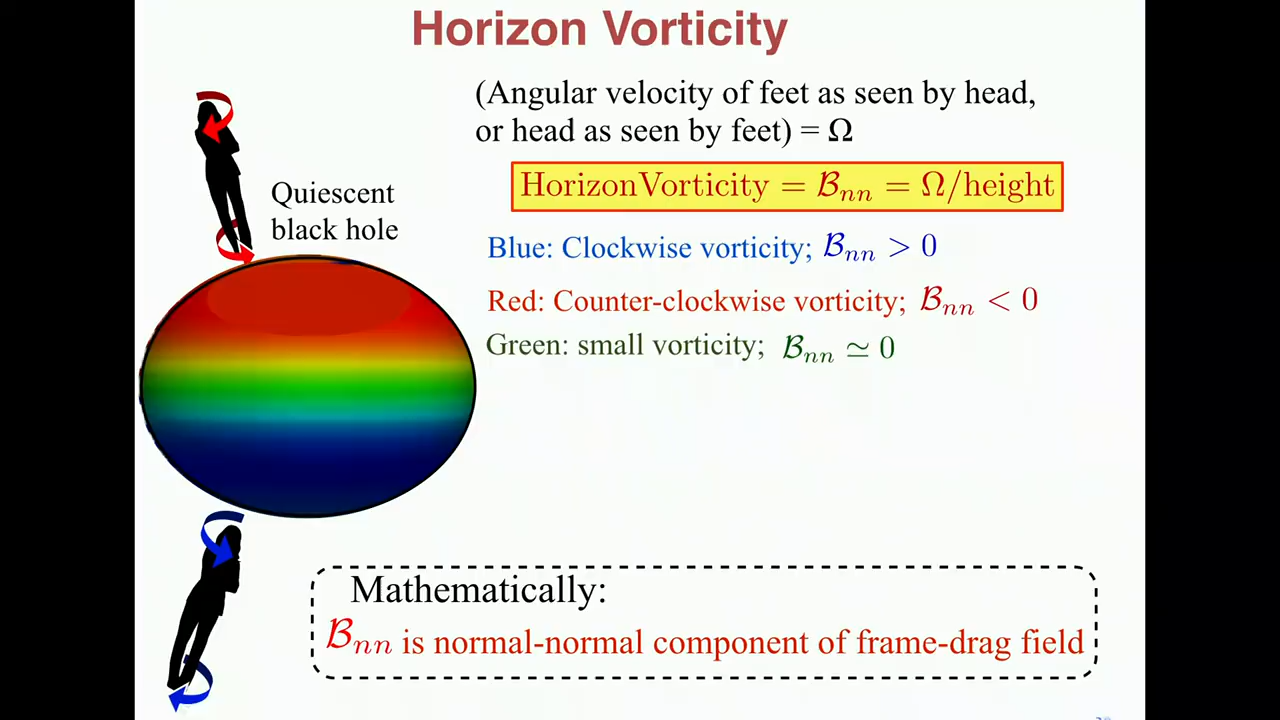 Horizon Vorticity
(Angular velocity of feet as seen by head,
or head as seen by feet) = Ω
HorizonVorticity = ℬₙₙ = Ω/height
Quiescent
black hole
Blue: Clockwise vorticity; ℬₙₙ > 0
Red: Counter-clockwise vorticity; ℬₙₙ < 0
Green: small vorticity; ℬₙₙ ≃ 0
Mathematically:
ℬₙₙ is normal-normal component of frame-drag field